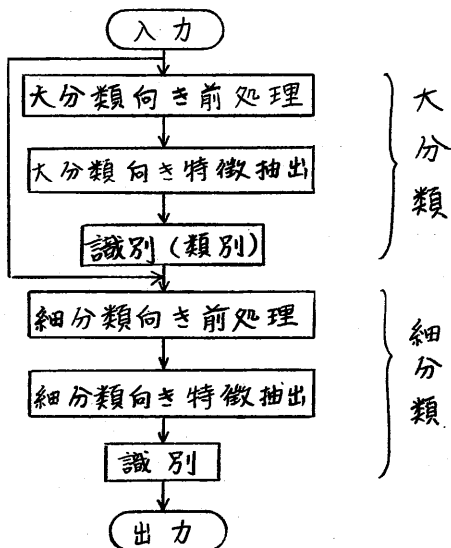 入力
大分類向き前処理
大分類向き特徴抽出
識別(類別)
大分類
細分類向き前処理
細分類向き特徴抽出
識別
細分類
出力